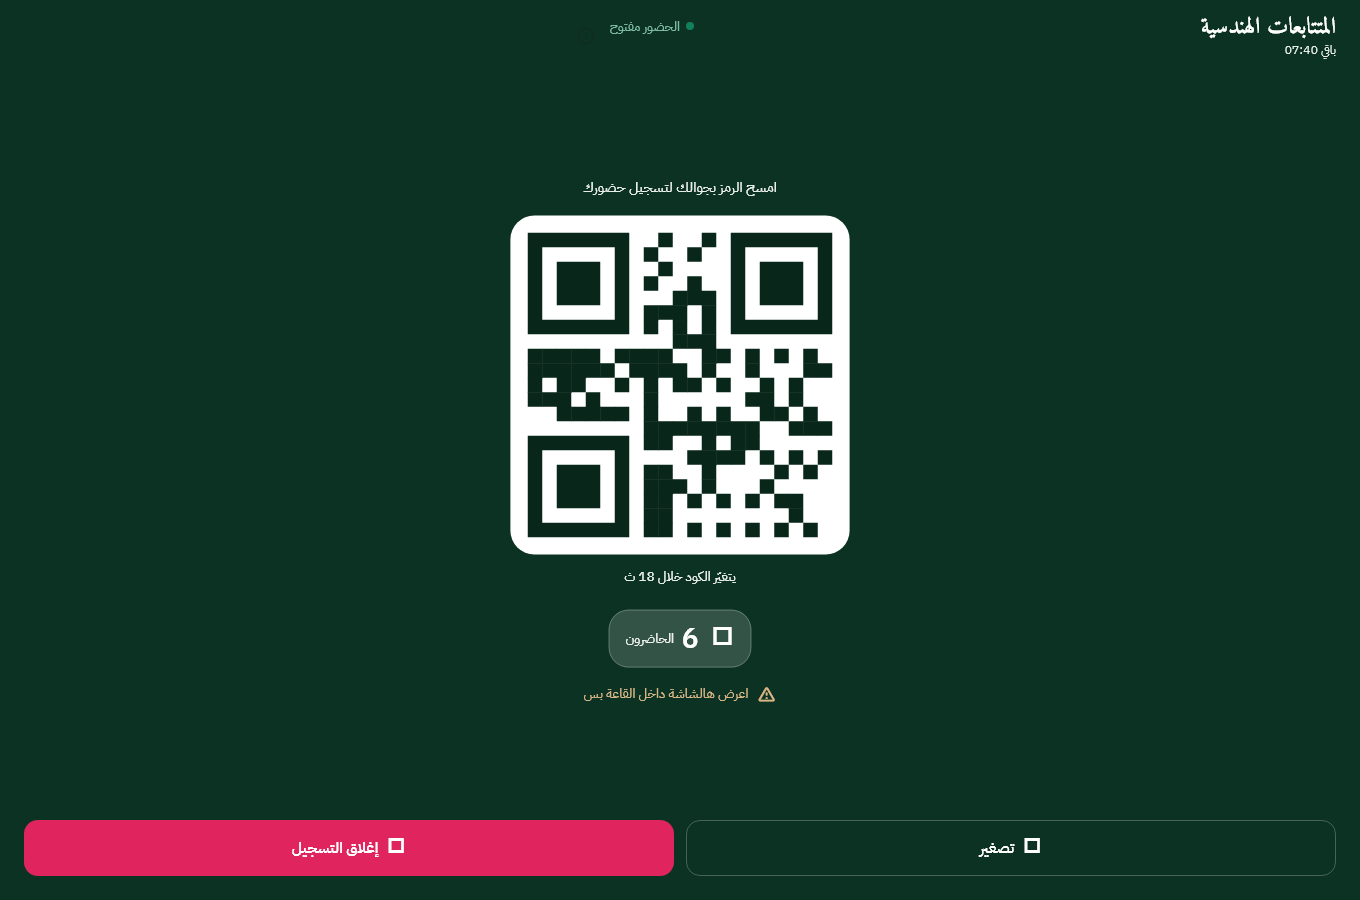 المتتابعات الهندسية
باقي 07:40
الحضور مفتوح
امسح الرمز بجوالك لتسجيل حضورك
يتغيّر الكود خلال 18 ث
6 الحاضرون
اعرض هالشاشة داخل القاعة بس
تصغير
إغلاق التسجيل